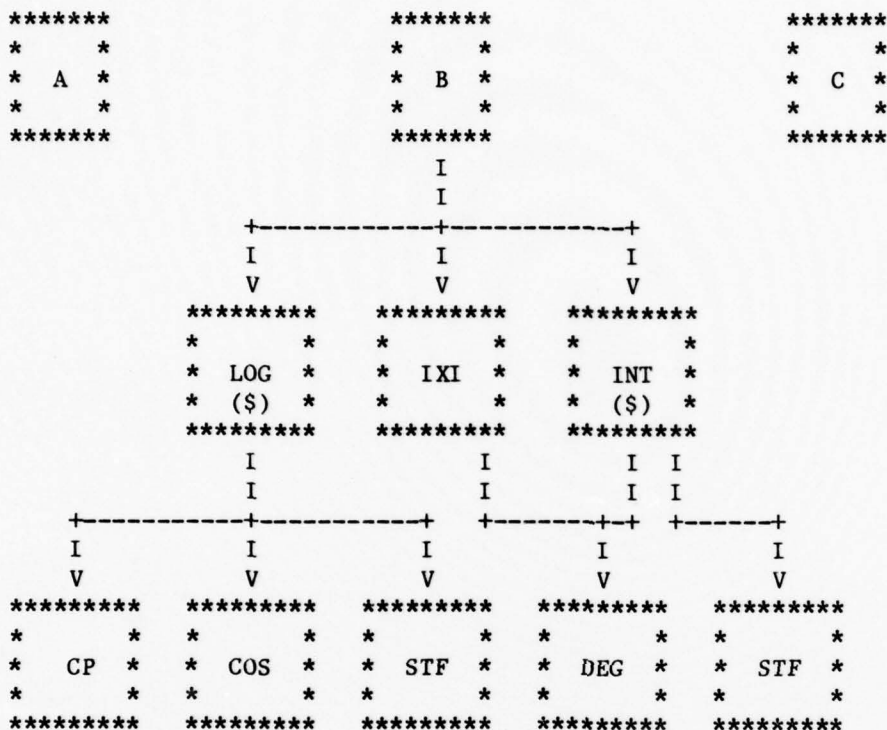 *******                   *******                    *******
*     *                   *     *                    *     *
*  A  *                   *  B  *                    *  C  *
*     *                   *     *                    *     *
*******                   *******                    *******
                             I
                             I
                +------------+------------+
                I            I            I
                V            V            V
            *********    *********    *********
            *       *    *       *    *       *
            *  LOG  *    *  IXI  *    *  INT  *
            *  ($)  *    *       *    *  ($)  *
            *********    *********    *********
                I               I         I  I
                I               I         I  I
    +-----------+-----------+   +-------+-+  +------+
    I           I           I           I           I
    V           V           V           V           V
*********   *********   *********   *********   *********
*       *   *       *   *       *   *       *   *       *
*   CP  *   *  COS  *   *  STF  *   *  DEG  *   *  STF  *
*       *   *       *   *       *   *       *   *       *
*********   *********   *********   *********   *********